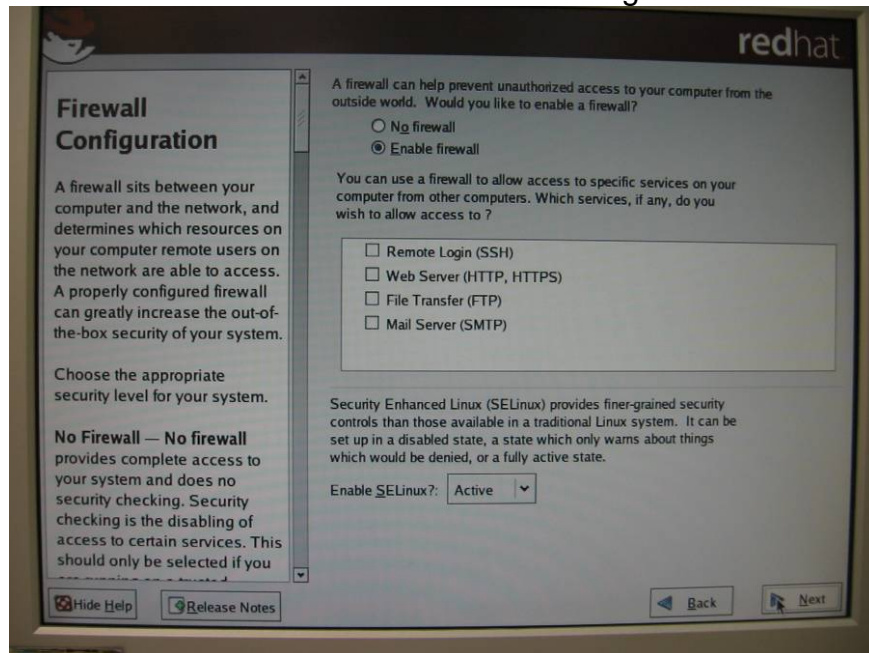 redhat
Firewall
Configuration
A firewall sits between your
computer and the network, and
determines which resources on
your computer remote users on
the network are able to access.
A properly configured firewall
can greatly increase the out-of-
the-box security of your system.
Choose the appropriate
security level for your system.
No Firewall — No firewall
provides complete access to
your system and does no
security checking. Security
checking is the disabling of
access to certain services. This
should only be selected if you
Hide Help
Release Notes
A firewall can help prevent unauthorized access to your computer from the
outside world. Would you like to enable a firewall?
No firewall
Enable firewall
You can use a firewall to allow access to specific services on your
computer from other computers. Which services, if any, do you
wish to allow access to ?
Remote Login (SSH)
Web Server (HTTP, HTTPS)
File Transfer (FTP)
Mail Server (SMTP)
Security Enhanced Linux (SELinux) provides finer-grained security
controls than those available in a traditional Linux system. It can be
set up in a disabled state, a state which only warns about things
which would be denied, or a fully active state.
Enable SELinux?: Active
Back
Next